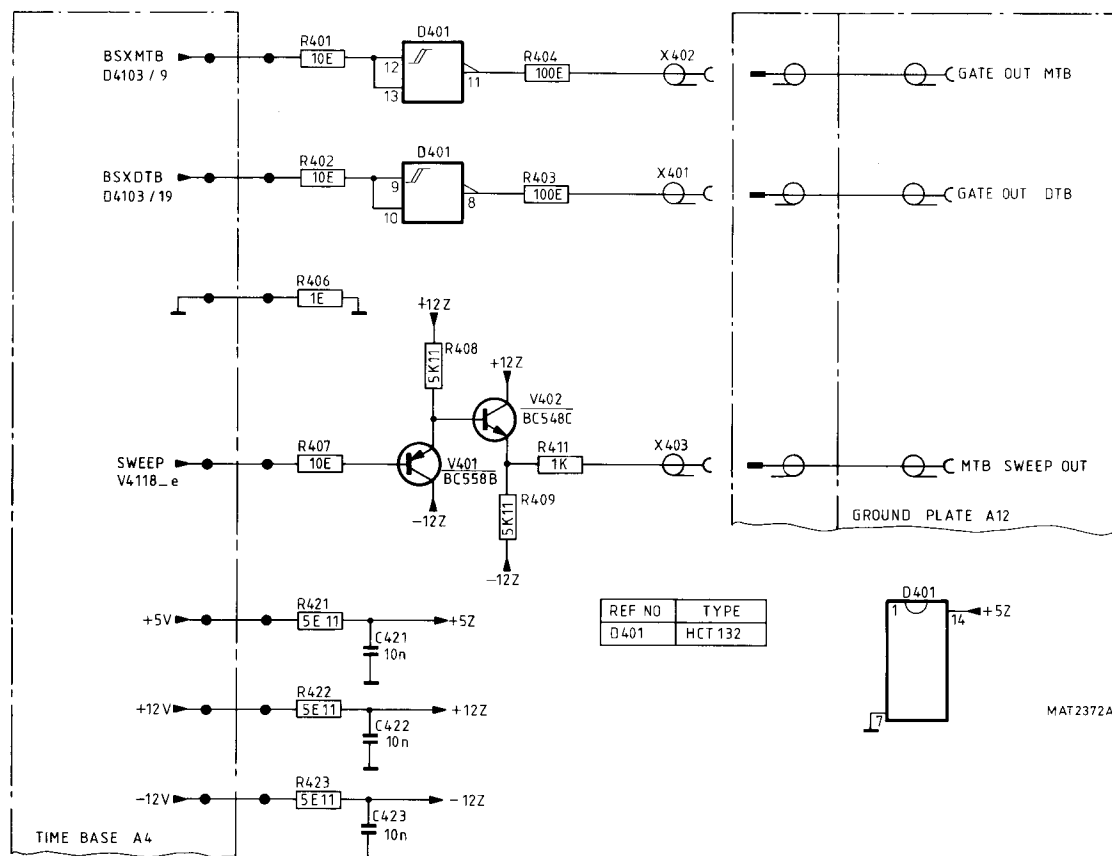 BSXMTB
D4103 / 9
R401
10E
D401
12
13
11
R404
100E
X402
GATE OUT MTB
BSXDTB
D4103 / 19
R402
10E
D401
9
10
8
R403
100E
X401
GATE OUT DTB
R406
1E
+12Z
R408
5K11
+12Z
V402
BC548C
SWEEP
V4118_e
R407
10E
V401
BC558B
-12Z
R411
1K
X403
MTB SWEEP OUT
R409
5K11
-12Z
GROUND PLATE A12
+5V
R421
5E11
+5Z
C421
10n
REF NO TYPE
D401 HCT132
D401
1
14
+5Z
7
+12V
R422
5E11
+12Z
C422
10n
MAT2372A
-12V
R423
5E11
-12Z
C423
10n
TIME BASE A4